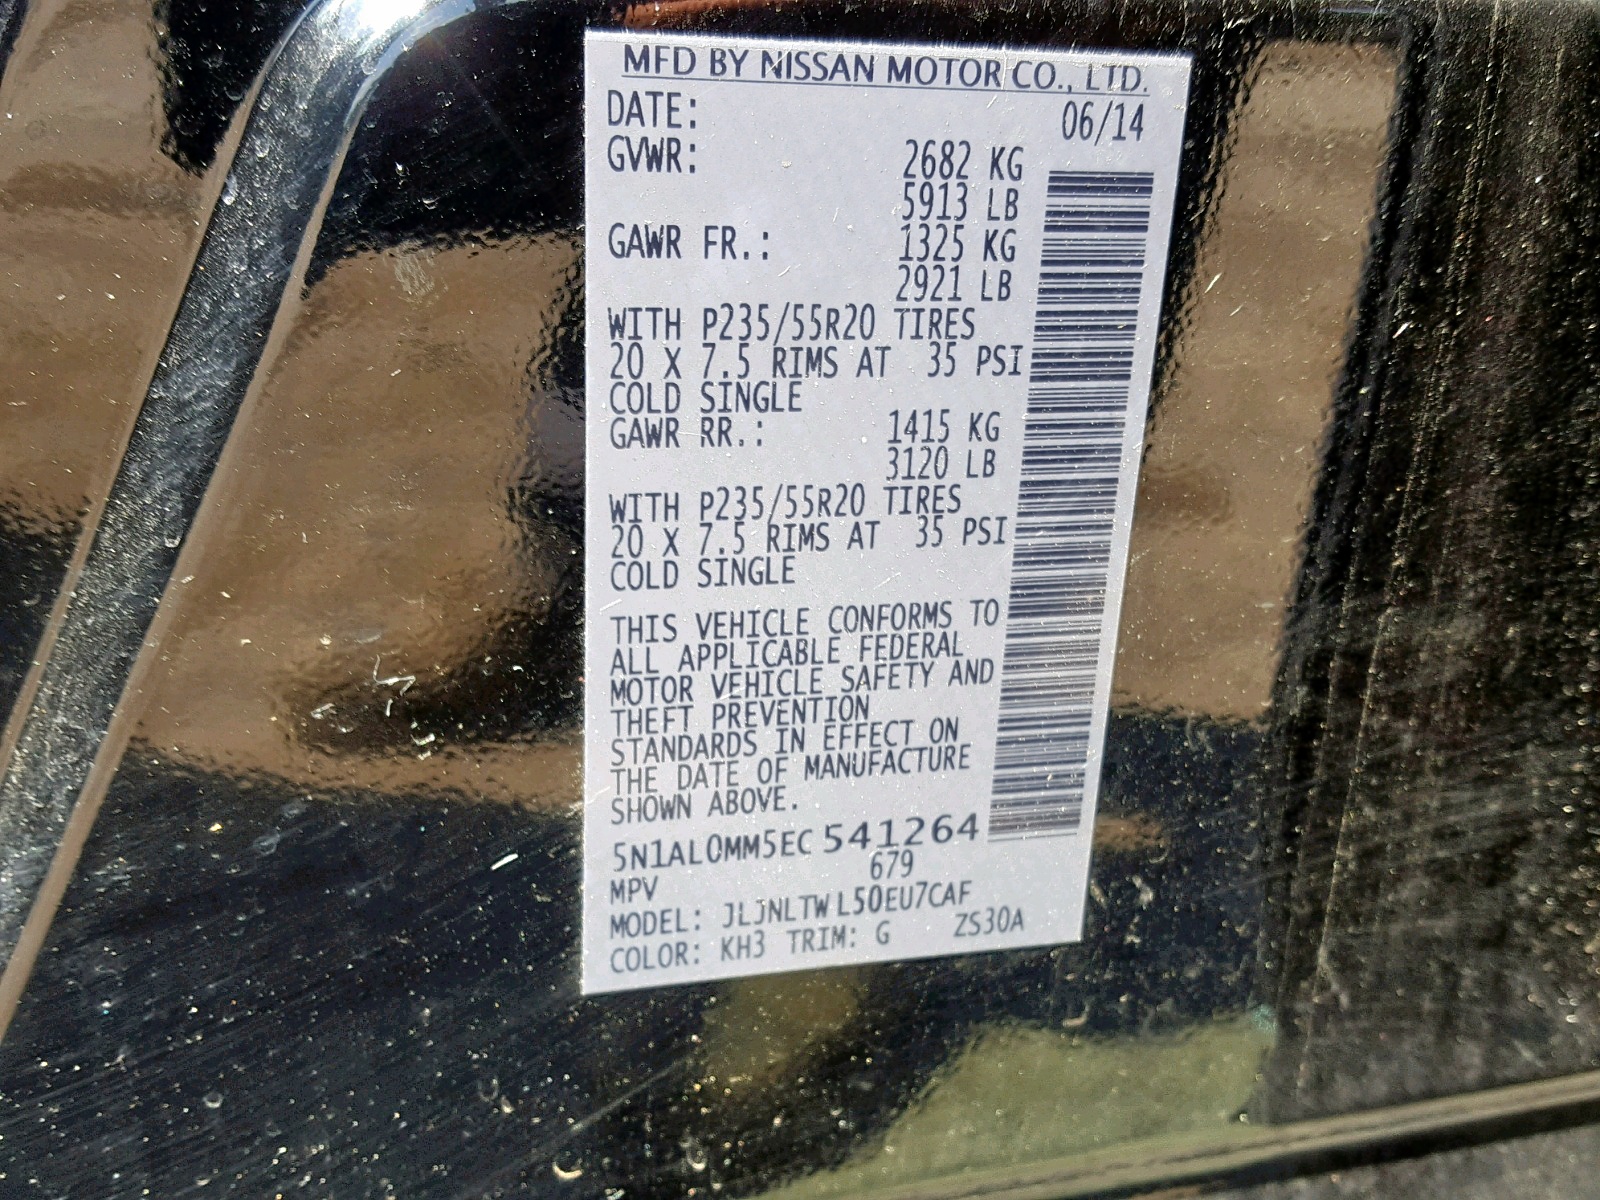 MFD BY NISSAN MOTOR CO., LTD.
DATE: 06/14
GVWR: 2682 KG
5913 LB
GAWR FR.: 1325 KG
2921 LB
WITH P235/55R20 TIRES
20 X 7.5 RIMS AT 35 PSI
COLD SINGLE
GAWR RR.: 1415 KG
3120 LB
WITH P235/55R20 TIRES
20 X 7.5 RIMS AT 35 PSI
COLD SINGLE
THIS VEHICLE CONFORMS TO
ALL APPLICABLE FEDERAL
MOTOR VEHICLE SAFETY AND
THEFT PREVENTION
STANDARDS IN EFFECT ON
THE DATE OF MANUFACTURE
SHOWN ABOVE.
5N1AL0MM5EC 541264
679
MPV
MODEL: JLJNLTWL50EU7CAF
COLOR: KH3 TRIM: G ZS30A